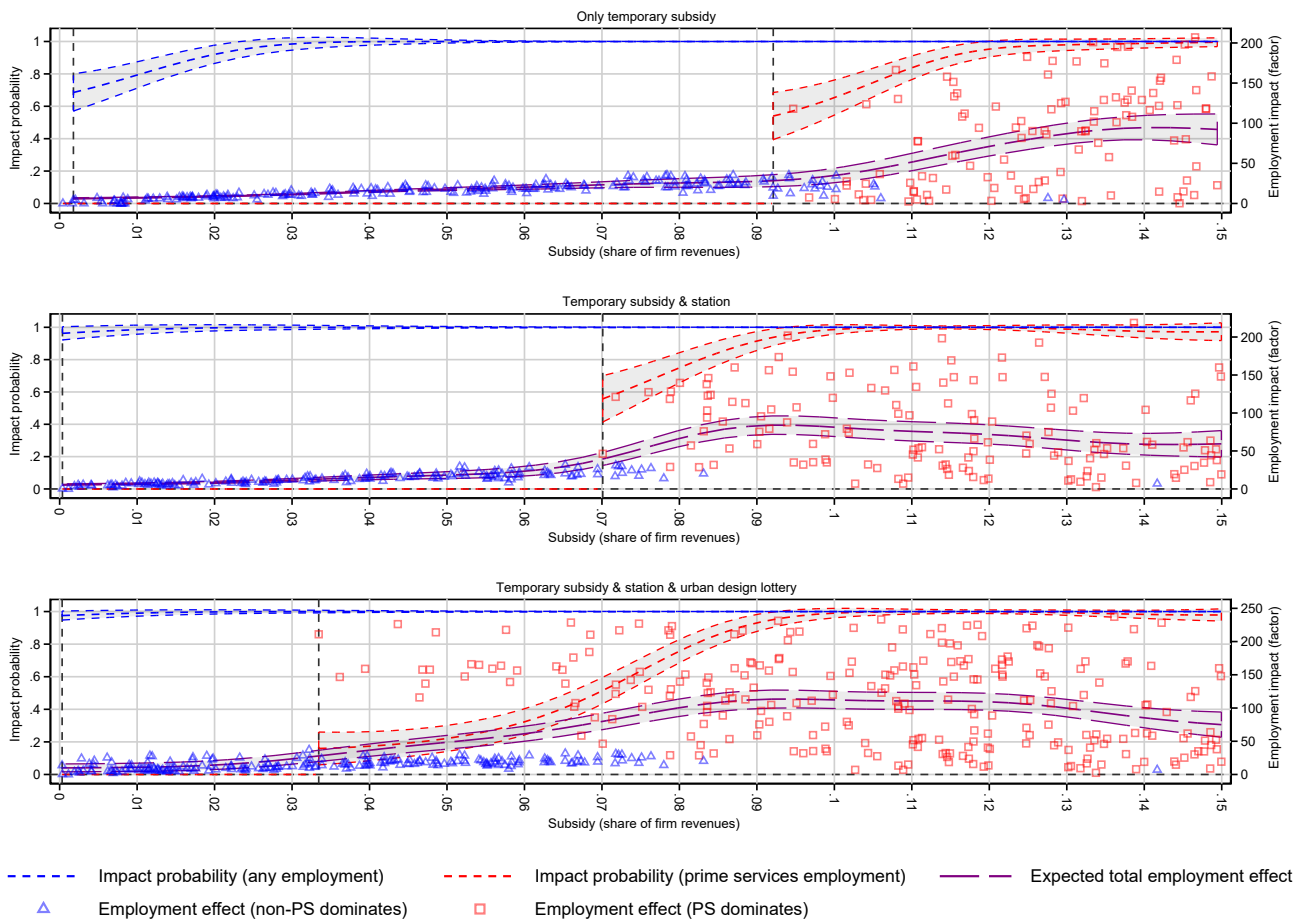 Only temporary subsidy
Impact probability
1
.8
.6
.4
.2
0
200
150
100
50
0
Employment impact (factor)
0 .01 .02 .03 .04 .05 .06 .07 .08 .09 .1 .11 .12 .13 .14 .15
Subsidy (share of firm revenues)
Temporary subsidy & station
Impact probability
1
.8
.6
.4
.2
0
200
150
100
50
0
Employment impact (factor)
0 .01 .02 .03 .04 .05 .06 .07 .08 .09 .1 .11 .12 .13 .14 .15
Subsidy (share of firm revenues)
Temporary subsidy & station & urban design lottery
Impact probability
1
.8
.6
.4
.2
0
250
200
150
100
50
0
Employment impact (factor)
0 .01 .02 .03 .04 .05 .06 .07 .08 .09 .1 .11 .12 .13 .14 .15
Subsidy (share of firm revenues)
Impact probability (any employment) Impact probability (prime services employment) Expected total employment effect
Employment effect (non-PS dominates) Employment effect (PS dominates)